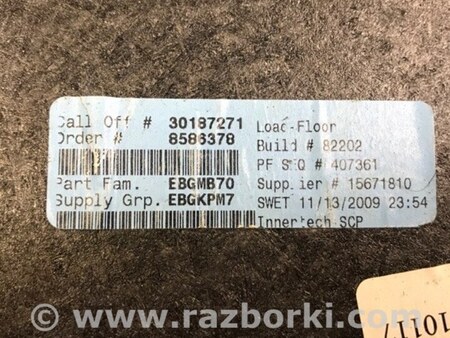 Call Off # 30187271
Order # 8586378
Part Fam. EBGMB70
Supply Grp. EBGKPM7
Load-Floor
Build # 82202
PF SEQ # 407361
Supplier # 15671810
SWET 11/13/2009 23:54
Innertech SCP
10117
© www.razborki.com